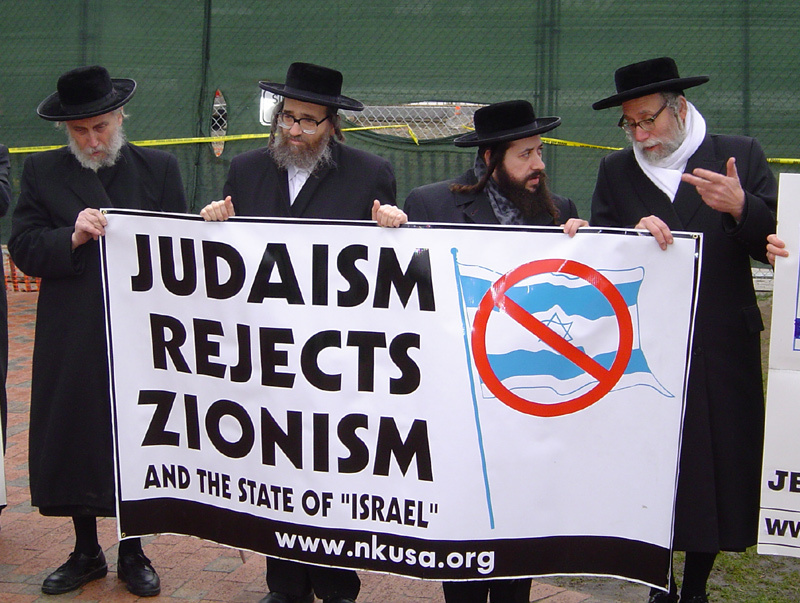 JUDAISM
REJECTS
ZIONISM
AND THE STATE OF "ISRAEL"
www.nkusa.org